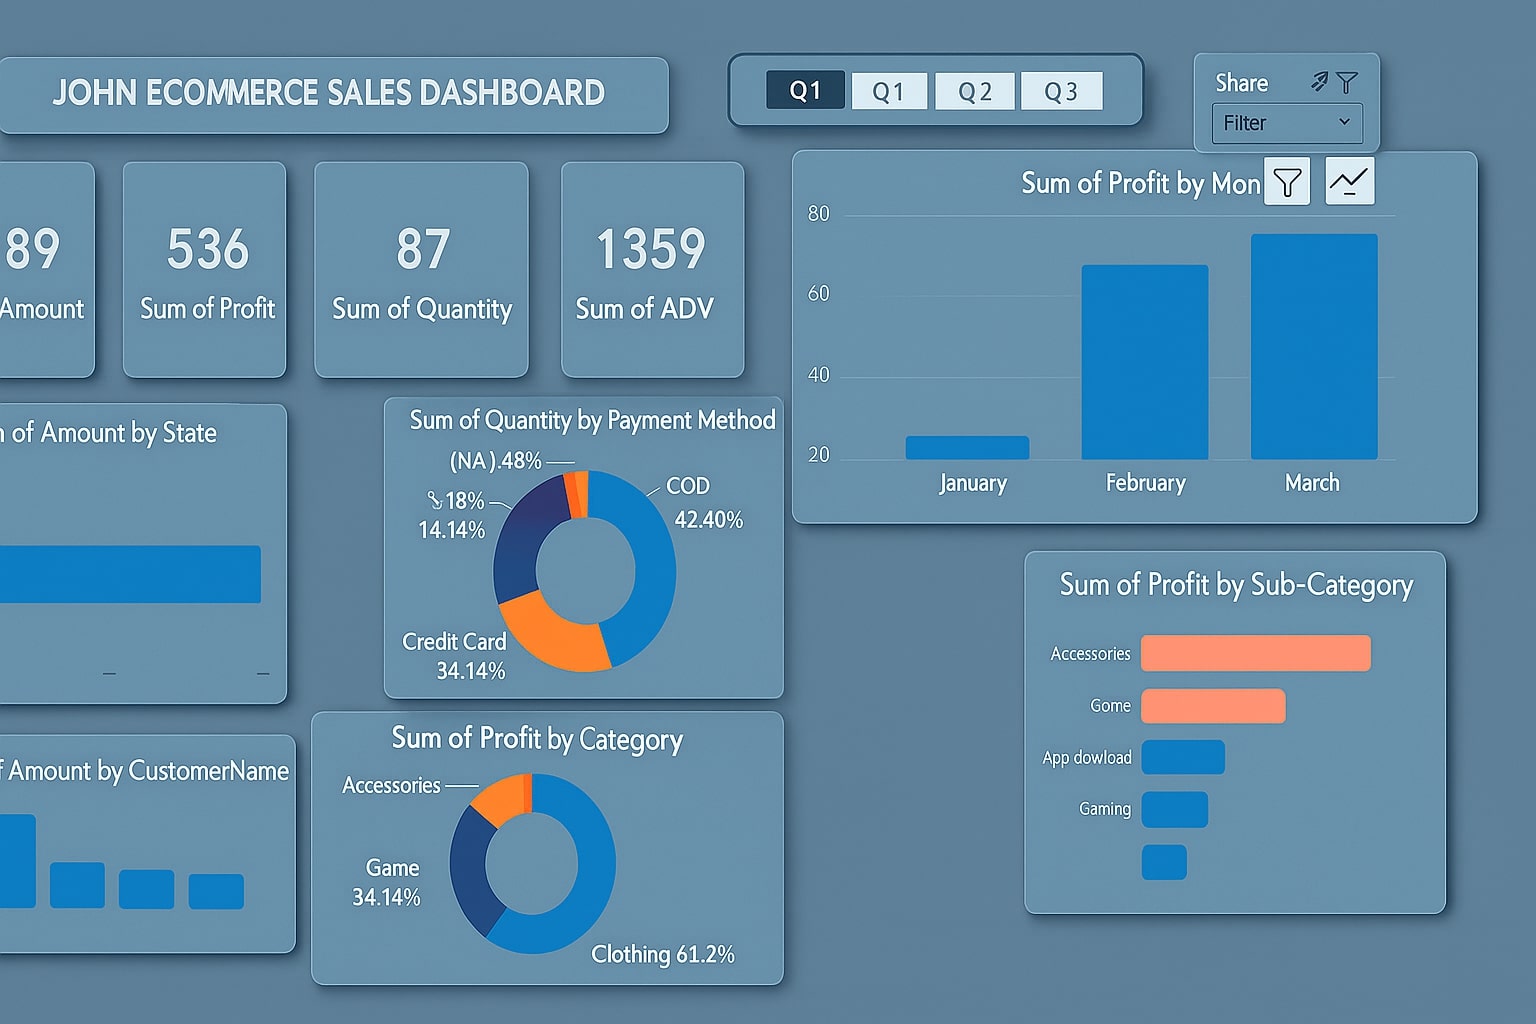 JOHN ECOMMERCE SALES DASHBOARD
Q1 Q1 Q2 Q3
Share
Filter
89
Amount
536
Sum of Profit
87
Sum of Quantity
1359
Sum of ADV
Sum of Profit by Mon
80
60
40
20
January February March
of Amount by State
Sum of Quantity by Payment Method
(NA ).48%
18%
14.14%
COD
42.40%
Credit Card
34.14%
Sum of Profit by Sub-Category
Accessories
Gome
App dowload
Gaming
Amount by CustomerName
Sum of Profit by Category
Accessories
Game
34.14%
Clothing 61.2%